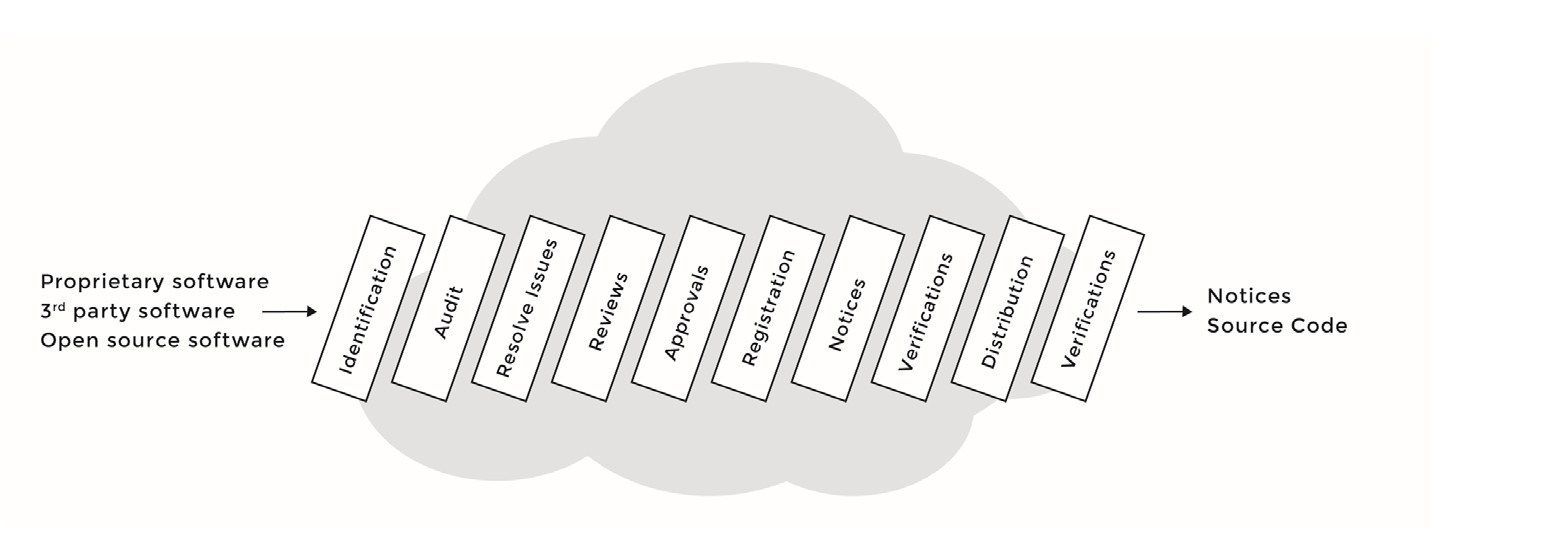 Proprietary software
3rd party software
Open source software
Identification
Audit
Resolve Issues
Reviews
Approvals
Registration
Notices
Verifications
Distribution
Verifications
Notices
Source Code